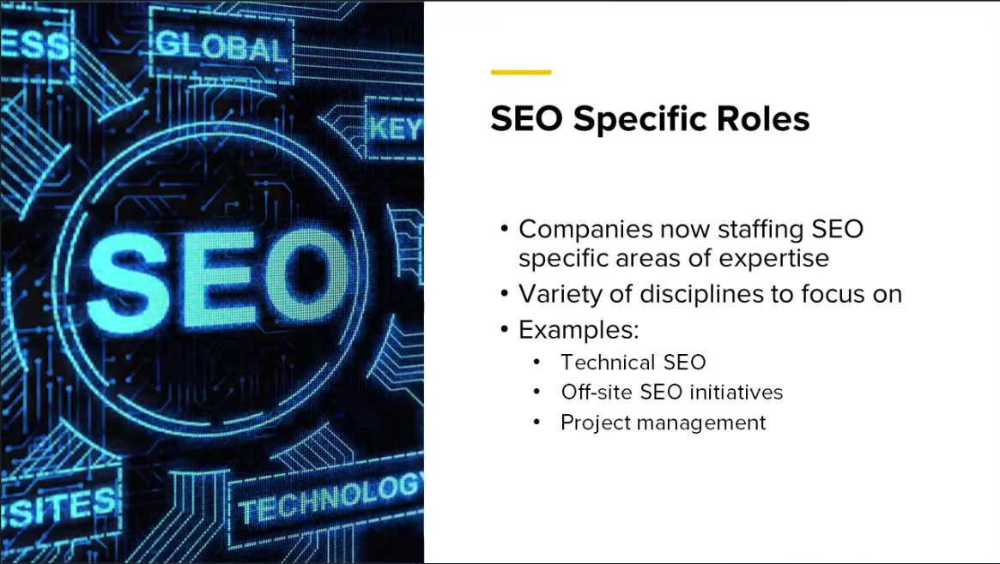 ESS
GLOBAL
KEY
SEO
SITES
TECHNOLOGY
SEO Specific Roles
• Companies now staffing SEO
specific areas of expertise
• Variety of disciplines to focus on
• Examples:
• Technical SEO
• Off-site SEO initiatives
• Project management